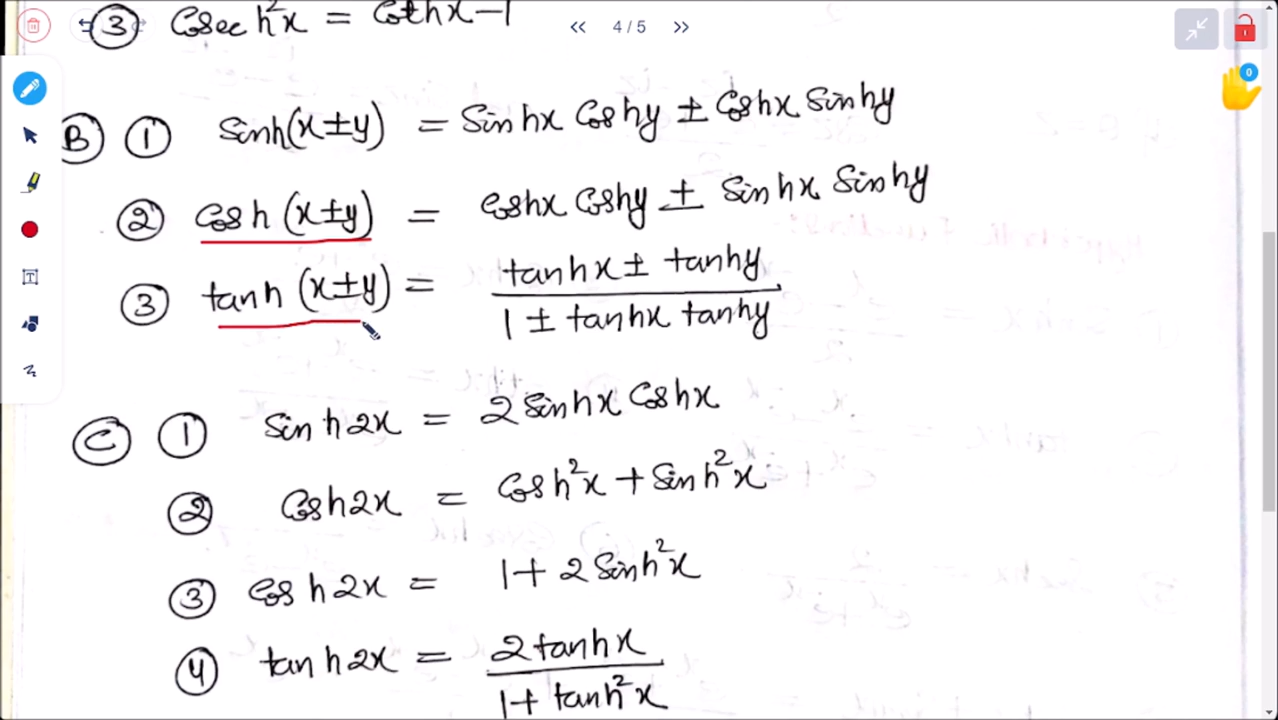 ③ Cosech²x = Cothx - 1
4 / 5
0
Ⓑ ① Sinh(x±y) = Sinhx Coshy ± Coshx Sinhy
② Cosh (x±y) = Coshx Coshy ± Sinhx Sinhy
③ tanh (x±y) = tanhx ± tanhy / 1 ± tanhx tanhy
Ⓒ ① Sinh2x = 2 Sinhx Coshx
② Cosh2x = Cosh²x + Sinh²x
③ Cosh2x = 1 + 2 Sinh²x
④ tanh2x = 2 tanhx / 1 + tanh²x